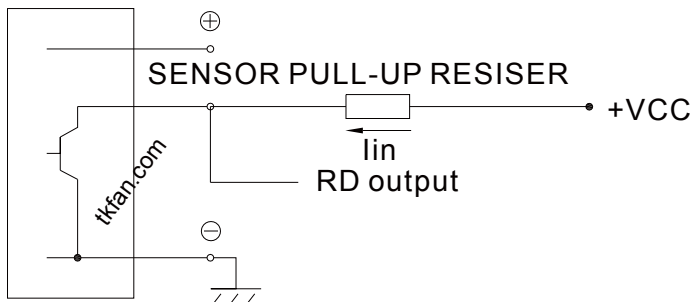 ⊕
SENSOR PULL-UP RESISER
+VCC
Iin
RD output
tkfan.com
⊖